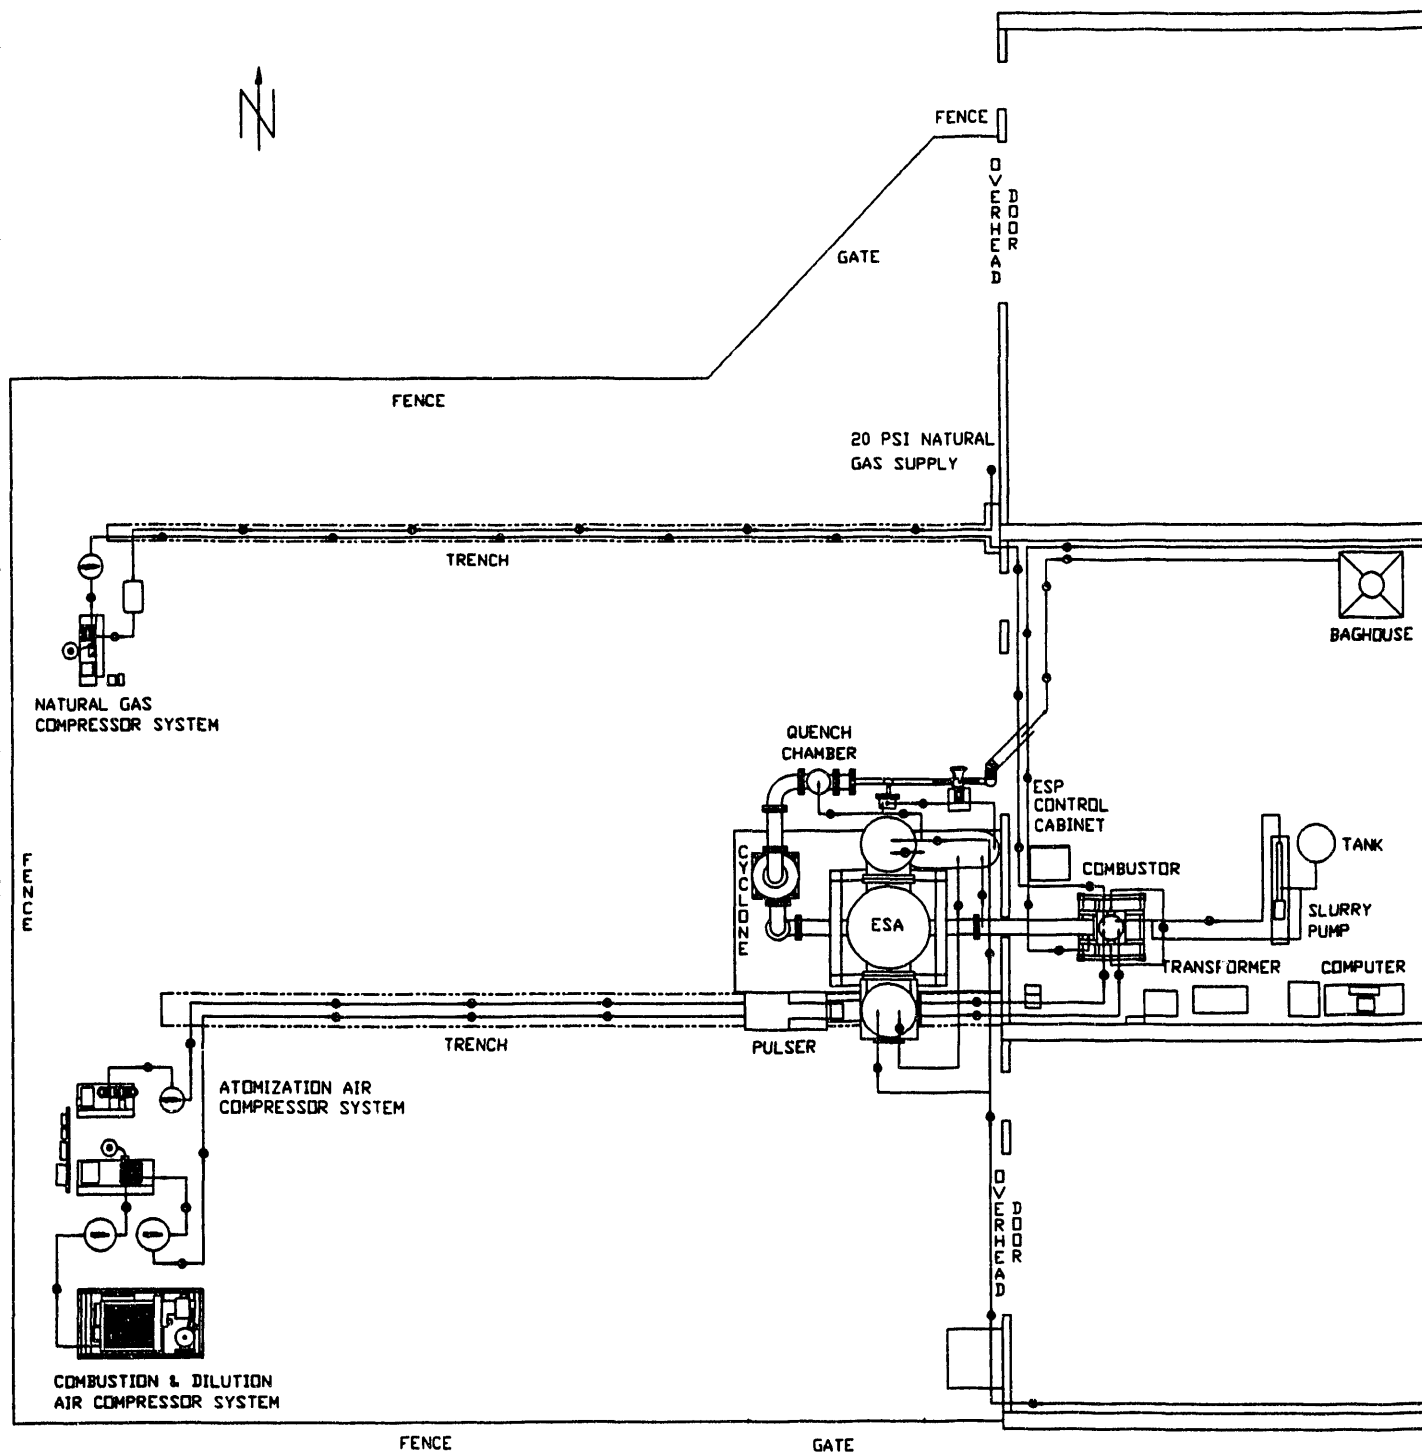 N
FENCE
OVERHEAD
DOOR
GATE
FENCE
20 PSI NATURAL
GAS SUPPLY
TRENCH
BAGHOUSE
NATURAL GAS
COMPRESSOR SYSTEM
QUENCH
CHAMBER
ESP
CONTROL
CABINET
FENCE
CYCLONE
ESA
COMBUSTOR
TANK
SLURRY
PUMP
TRANSFORMER
COMPUTER
TRENCH
PULSER
ATOMIZATION AIR
COMPRESSOR SYSTEM
OVERHEAD
DOOR
COMBUSTION & DILUTION
AIR COMPRESSOR SYSTEM
FENCE
GATE